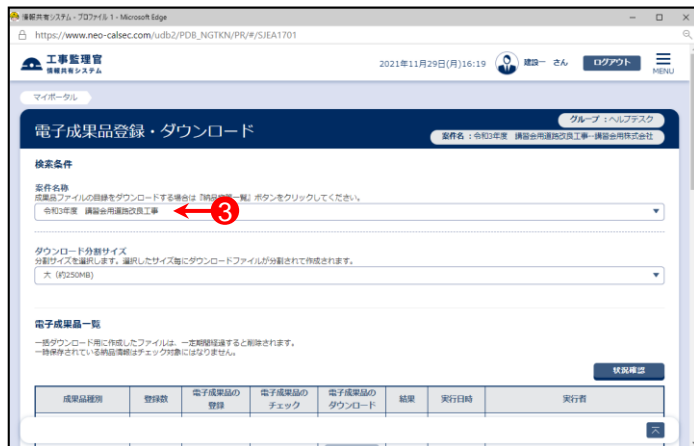 情報共有システム - プロファイル 1 - Microsoft Edge
https://www.neo-calsec.com/udb2/PDB_NGTKN/PR/#/SJEA1701
工事監理官
情報共有システム
2021年11月29日(月)16:19
建設一 さん
ログアウト
MENU
マイポータル
電子成果品登録・ダウンロード
グループ：ヘルプデスク
案件名：令和3年度 講習会用道路改良工事--講習会用株式会社
検索条件
案件名称
成果品ファイルの目録をダウンロードする場合は『納品 一覧』ボタンをクリックしてください。
令和3年度 講習会用道路改良工事
3
ダウンロード分割サイズ
分割サイズを選択します。選択したサイズ毎にダウンロードファイルが分割されて作成されます。
大 (約250MB)
電子成果品一覧
一括ダウンロード用に作成したファイルは、一定期間経過すると削除されます。
一時保存されている納品情報はチェック対象にはなりません。
状況確認
成果品種別 登録数 電子成果品の登録 電子成果品のチェック 電子成果品のダウンロード 結果 実行日時 実行者